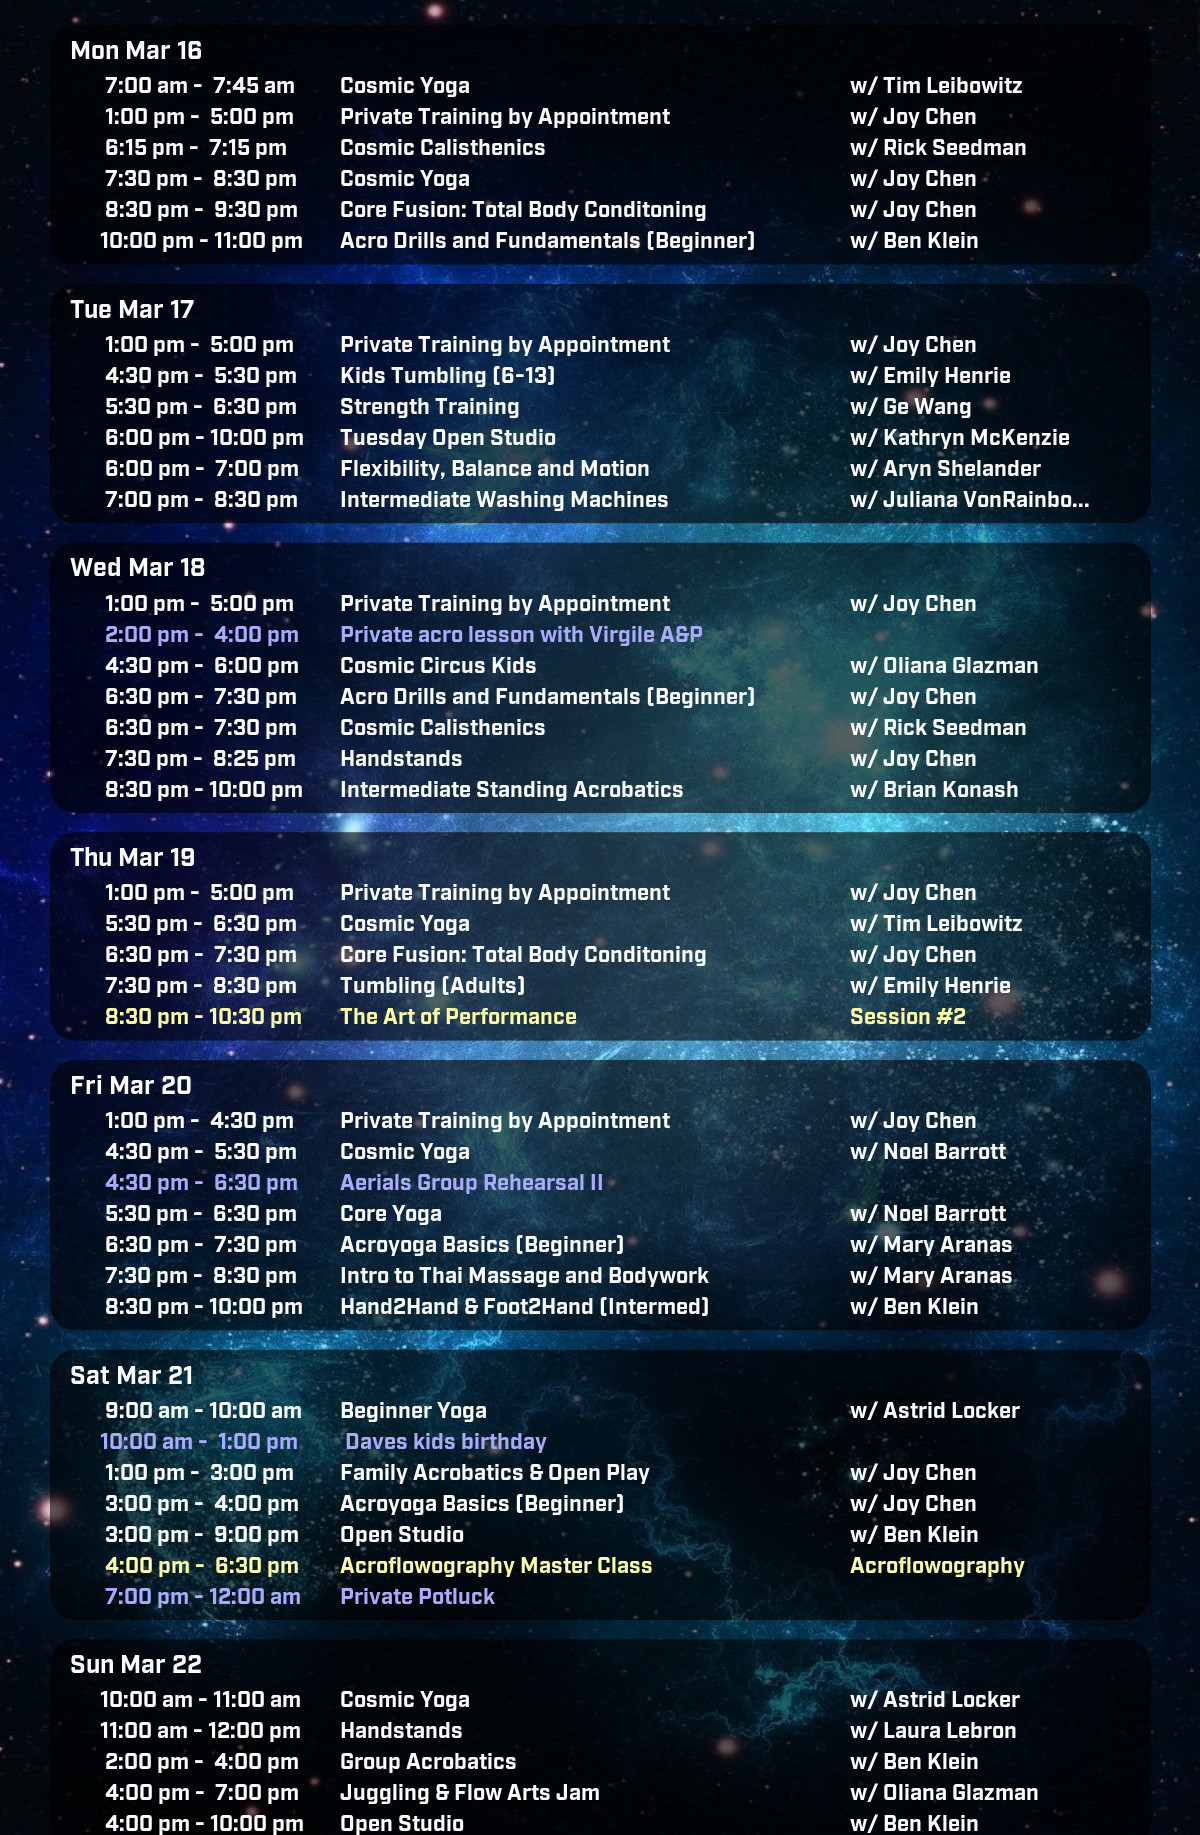 Mon Mar 16
7:00 am - 7:45 am Cosmic Yoga w/ Tim Leibowitz
1:00 pm - 5:00 pm Private Training by Appointment w/ Joy Chen
6:15 pm - 7:15 pm Cosmic Calisthenics w/ Rick Seedman
7:30 pm - 8:30 pm Cosmic Yoga w/ Joy Chen
8:30 pm - 9:30 pm Core Fusion: Total Body Conditoning w/ Joy Chen
10:00 pm - 11:00 pm Acro Drills and Fundamentals (Beginner) w/ Ben Klein
Tue Mar 17
1:00 pm - 5:00 pm Private Training by Appointment w/ Joy Chen
4:30 pm - 5:30 pm Kids Tumbling (6-13) w/ Emily Henrie
5:30 pm - 6:30 pm Strength Training w/ Ge Wang
6:00 pm - 10:00 pm Tuesday Open Studio w/ Kathryn McKenzie
6:00 pm - 7:00 pm Flexibility, Balance and Motion w/ Aryn Shelander
7:00 pm - 8:30 pm Intermediate Washing Machines w/ Juliana VonRainbo...
Wed Mar 18
1:00 pm - 5:00 pm Private Training by Appointment w/ Joy Chen
2:00 pm - 4:00 pm Private acro lesson with Virgile A&P
4:30 pm - 6:00 pm Cosmic Circus Kids w/ Oliana Glazman
6:30 pm - 7:30 pm Acro Drills and Fundamentals (Beginner) w/ Joy Chen
6:30 pm - 7:30 pm Cosmic Calisthenics w/ Rick Seedman
7:30 pm - 8:25 pm Handstands w/ Joy Chen
8:30 pm - 10:00 pm Intermediate Standing Acrobatics w/ Brian Konash
Thu Mar 19
1:00 pm - 5:00 pm Private Training by Appointment w/ Joy Chen
5:30 pm - 6:30 pm Cosmic Yoga w/ Tim Leibowitz
6:30 pm - 7:30 pm Core Fusion: Total Body Conditoning w/ Joy Chen
7:30 pm - 8:30 pm Tumbling (Adults) w/ Emily Henrie
8:30 pm - 10:30 pm The Art of Performance Session #2
Fri Mar 20
1:00 pm - 4:30 pm Private Training by Appointment w/ Joy Chen
4:30 pm - 5:30 pm Cosmic Yoga w/ Noel Barrott
4:30 pm - 6:30 pm Aerials Group Rehearsal II
5:30 pm - 6:30 pm Core Yoga w/ Noel Barrott
6:30 pm - 7:30 pm Acroyoga Basics (Beginner) w/ Mary Aranas
7:30 pm - 8:30 pm Intro to Thai Massage and Bodywork w/ Mary Aranas
8:30 pm - 10:00 pm Hand2Hand & Foot2Hand (Intermed) w/ Ben Klein
Sat Mar 21
9:00 am - 10:00 am Beginner Yoga w/ Astrid Locker
10:00 am - 1:00 pm Daves kids birthday
1:00 pm - 3:00 pm Family Acrobatics & Open Play w/ Joy Chen
3:00 pm - 4:00 pm Acroyoga Basics (Beginner) w/ Joy Chen
3:00 pm - 9:00 pm Open Studio w/ Ben Klein
4:00 pm - 6:30 pm Acroflowography Master Class Acroflowography
7:00 pm - 12:00 am Private Potluck
Sun Mar 22
10:00 am - 11:00 am Cosmic Yoga w/ Astrid Locker
11:00 am - 12:00 pm Handstands w/ Laura Lebron
2:00 pm - 4:00 pm Group Acrobatics w/ Ben Klein
4:00 pm - 7:00 pm Juggling & Flow Arts Jam w/ Oliana Glazman
4:00 pm - 10:00 pm Open Studio w/ Ben Klein